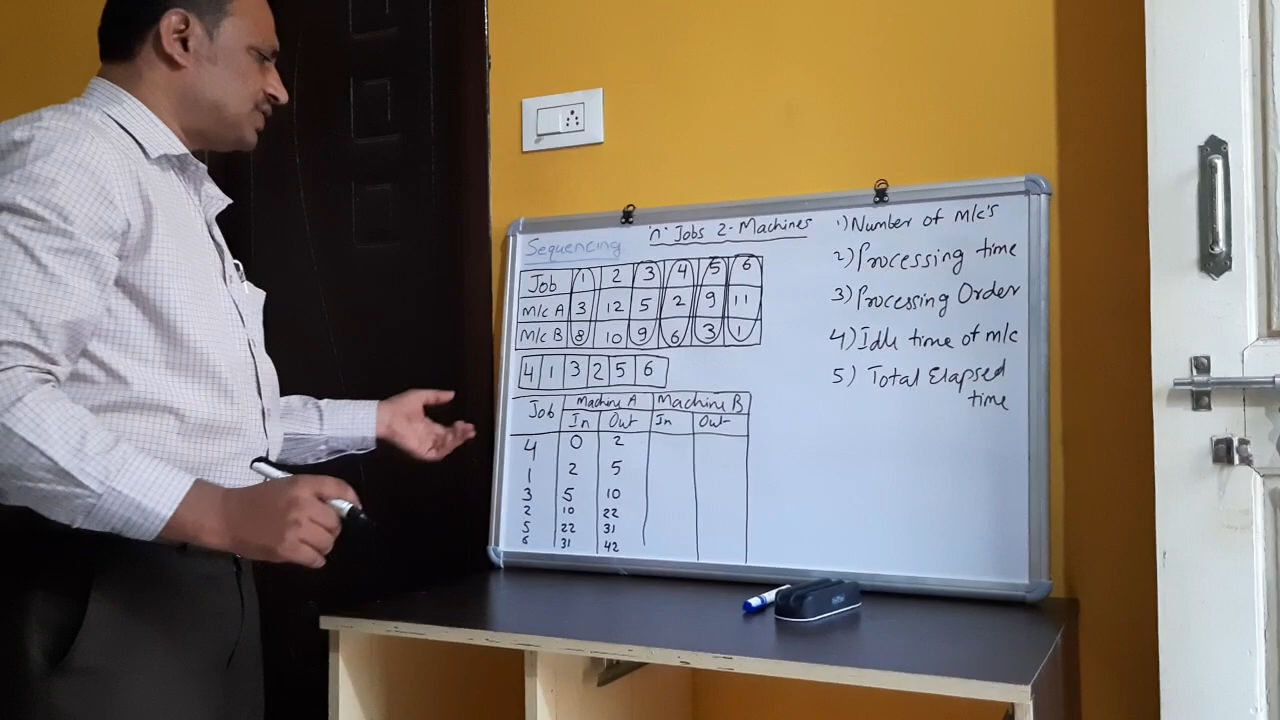 Sequencing
'n' Jobs 2-Machines
Job 1 2 3 4 5 6
M/c A 3 12 5 2 9 11
M/c B 8 10 9 6 3 1
4 1 3 2 5 6
Job Machine A Machine B
In Out In Out
4 0 2
1 2 5
3 5 10
2 10 22
5 22 31
6 31 42
1) Number of M/c's
2) Processing time
3) Processing Order
4) Idle time of m/c
5) Total Elapsed
time